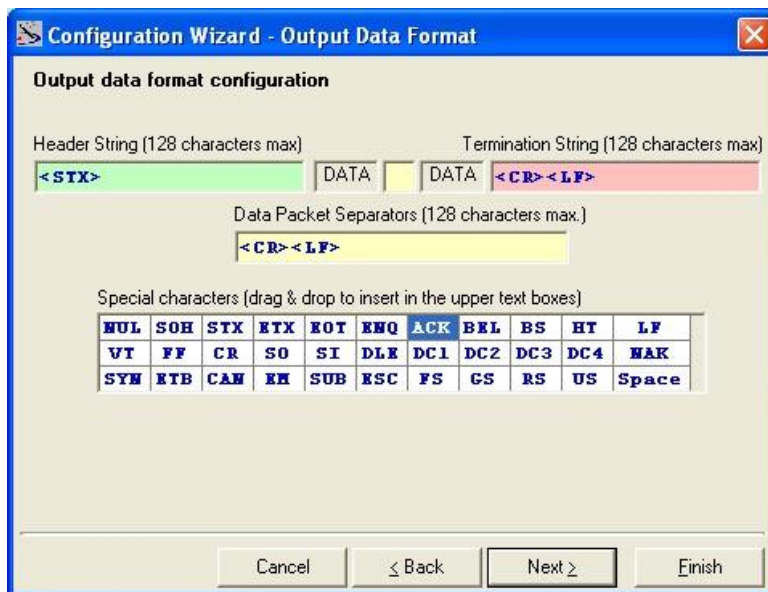 Configuration Wizard - Output Data Format
Output data format configuration
Header String (128 characters max) Termination String (128 characters max)
<STX> DATA DATA <CR><LF>
Data Packet Separators (128 characters max.)
<CR><LF>
Special characters (drag & drop to insert in the upper text boxes)
NUL SOH STX ETX EOT ENQ ACK BEL BS HT LF
VT FF CR SO SI DLE DC1 DC2 DC3 DC4 NAK
SYN ETB CAN EM SUB ESC FS GS RS US Space
Cancel < Back Next > Finish